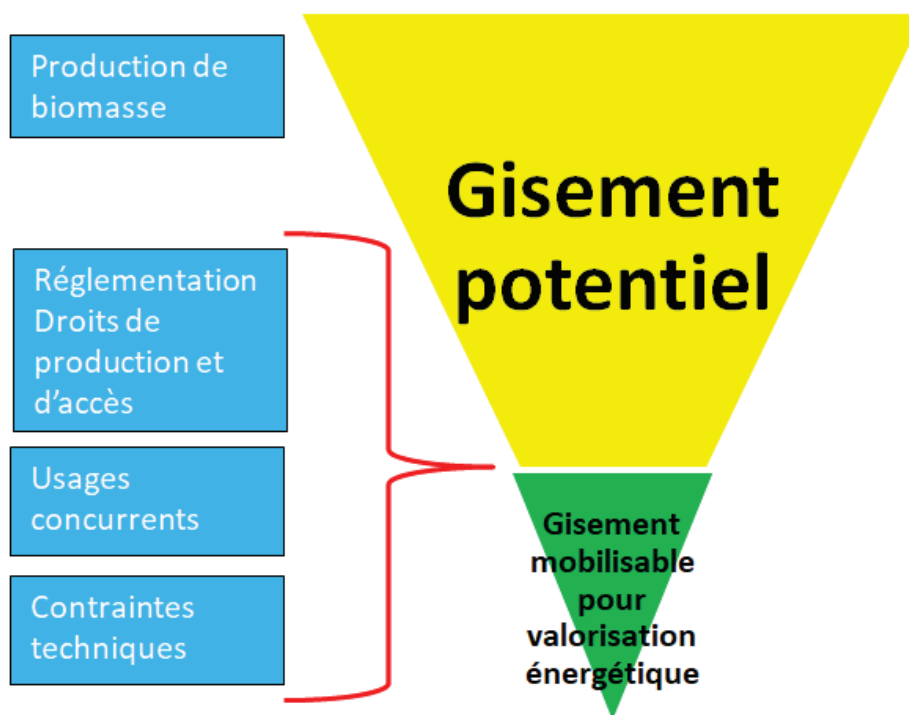 Production de
biomasse
Gisement
potentiel
Réglementation
Droits de
production et
d'accès
Usages
concurrents
Contraintes
techniques
Gisement
mobilisable
pour
valorisation
énergétique